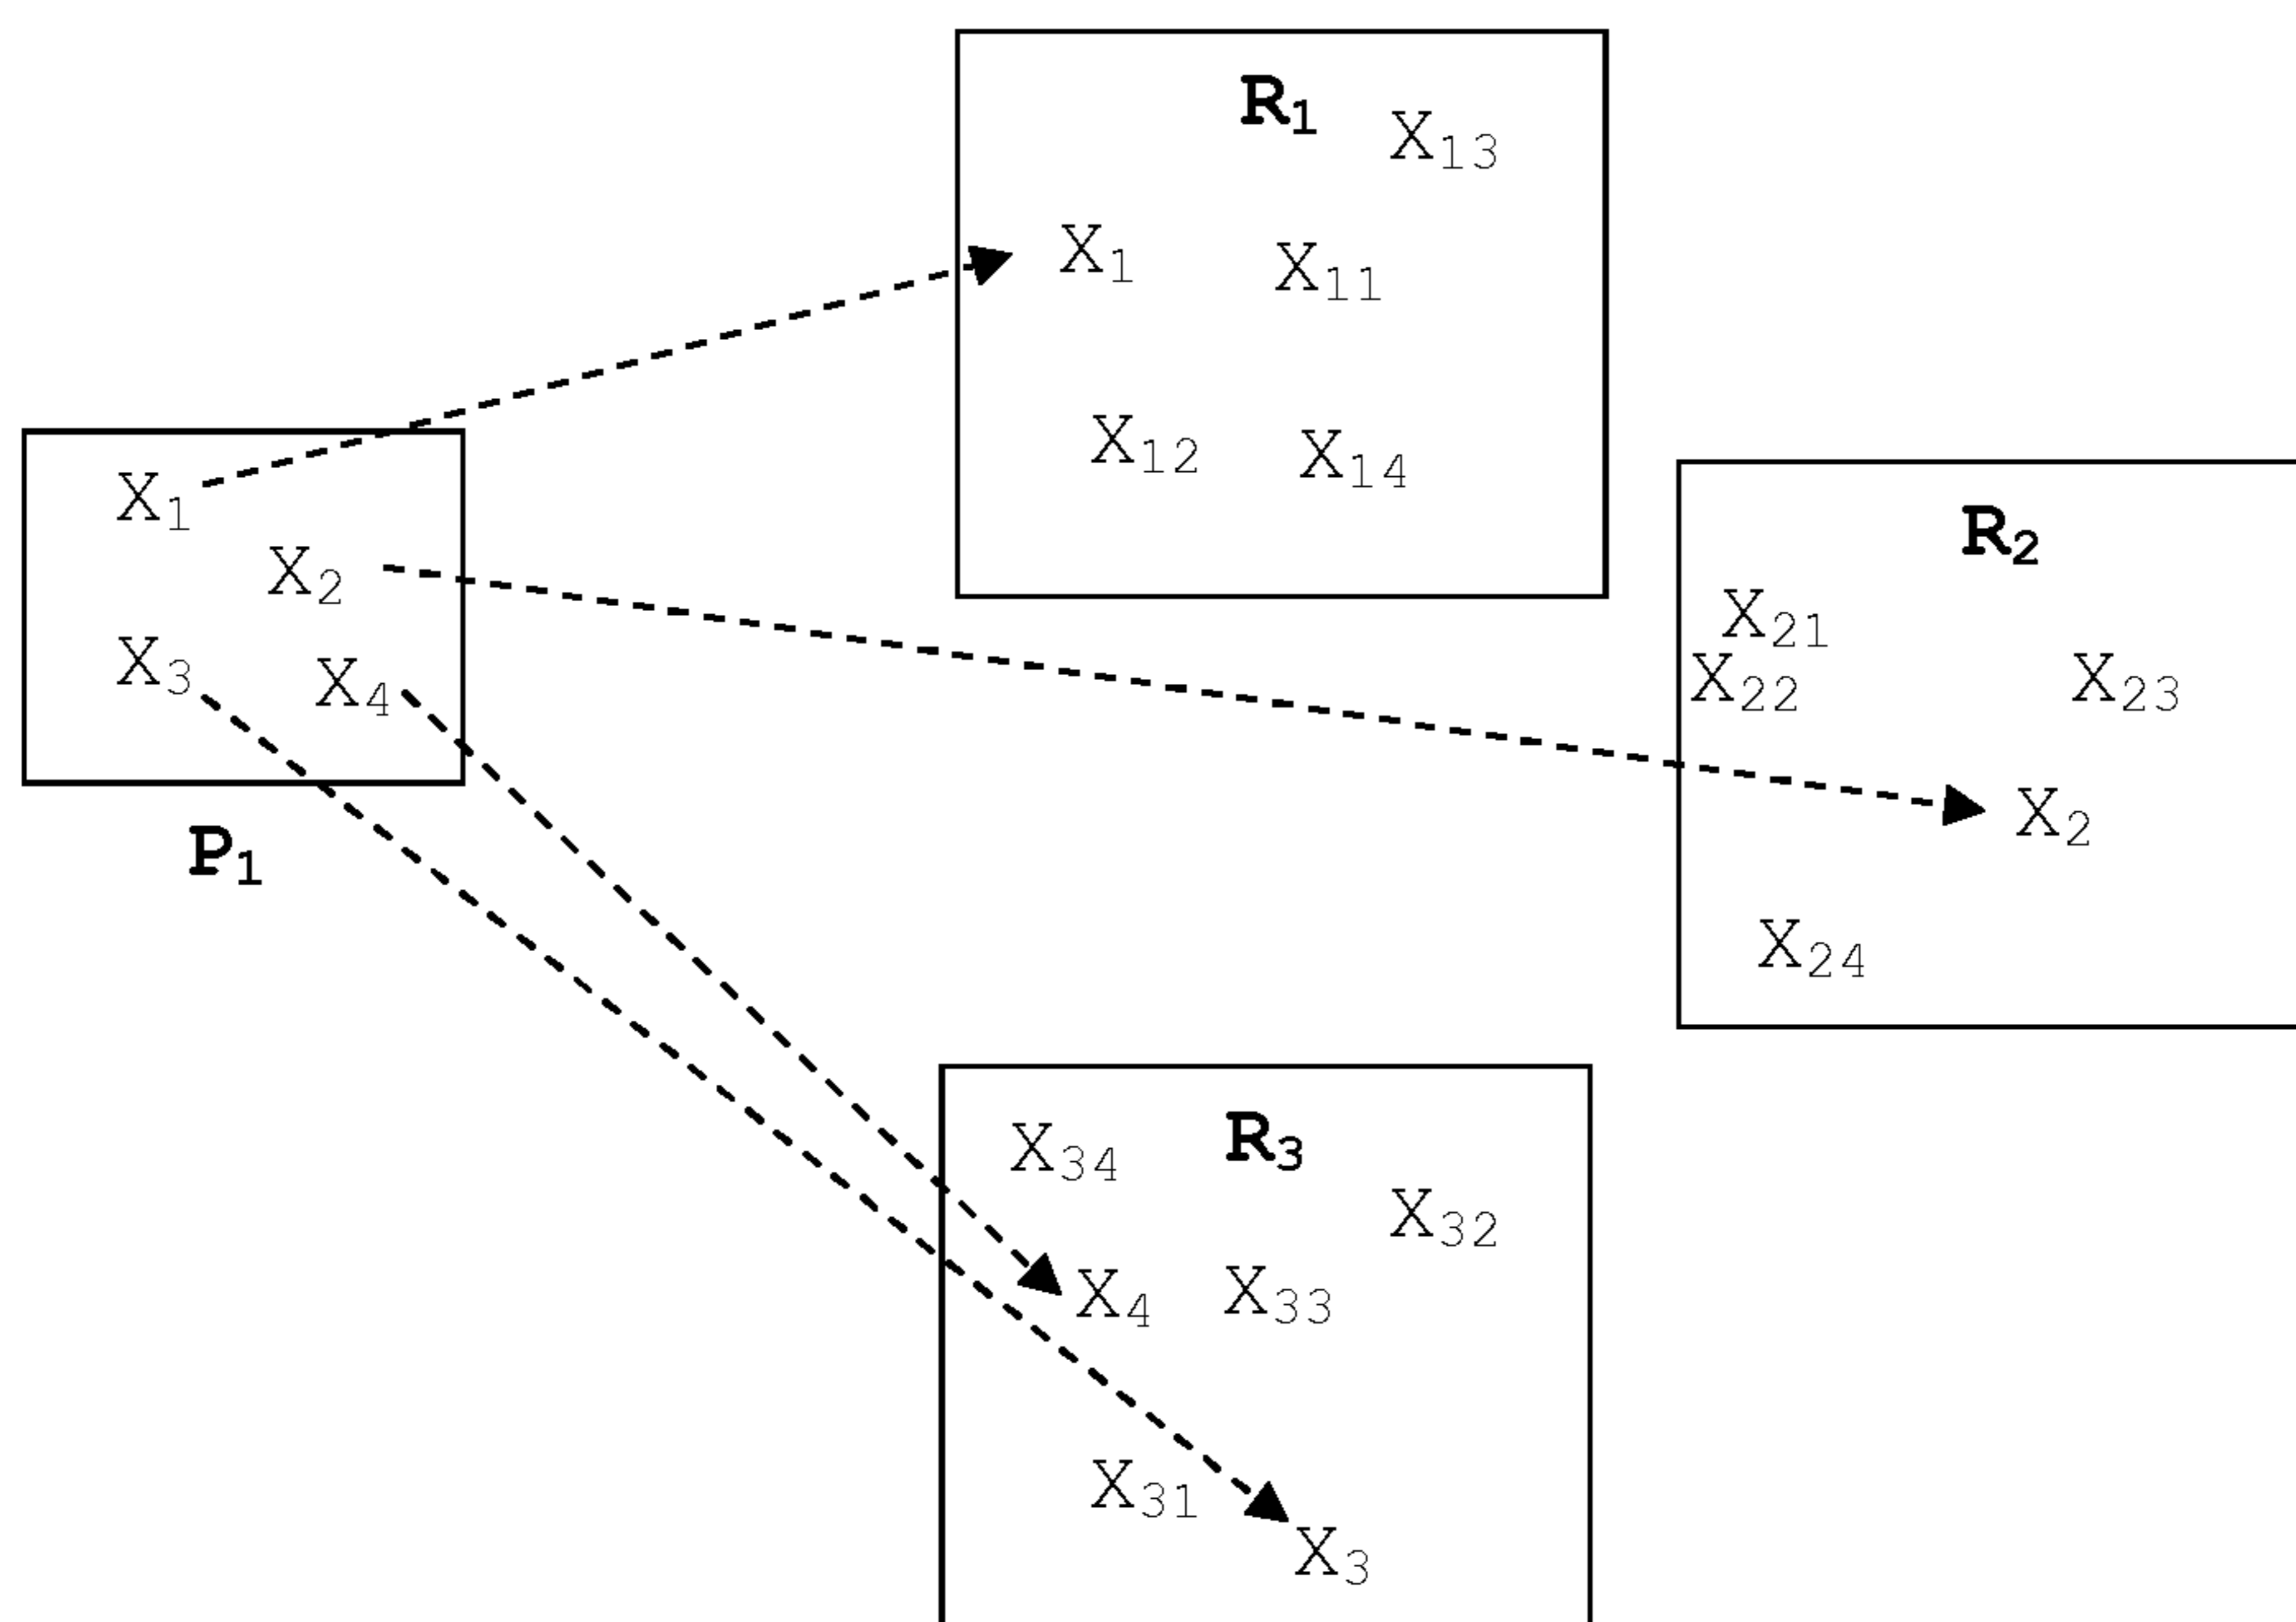 R₁
X₁₃
X₁ X₁₁
X₁₂ X₁₄
X₁
X₂
X₃ X₄
P₁
R₂
X₂₁
X₂₂ X₂₃
X₂
X₂₄
R₃
X₃₄
X₃₂
X₄ X₃₃
X₃₁
X₃